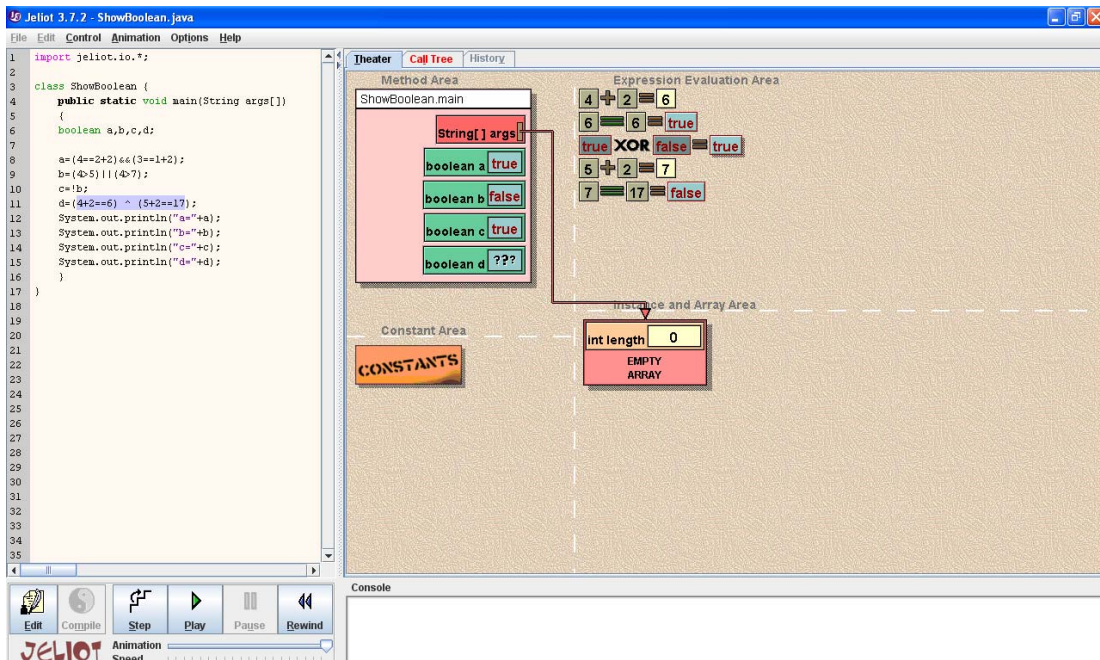 Jeliot 3.7.2 - ShowBoolean.java
File Edit Control Animation Options Help
1 import jeliot.io.*;
2
3 class ShowBoolean {
4 public static void main(String args[])
5 {
6 boolean a,b,c,d;
7
8 a=(4==2+2)&&(3==1+2);
9 b=(4>5)||(4>7);
10 c=!b;
11 d=(4+2==6) ^ (5+2==17);
12 System.out.println("a="+a);
13 System.out.println("b="+b);
14 System.out.println("c="+c);
15 System.out.println("d="+d);
16 }
17 }
18
19
20
21
22
23
24
25
26
27
28
29
30
31
32
33
34
35
Edit Compile Step Play Pause Rewind
JELIOT Animation
Speed
Theater Call Tree History
Method Area
ShowBoolean.main
String[ ] args
boolean a true
boolean b false
boolean c true
boolean d ???
Expression Evaluation Area
4 + 2 = 6
6 == 6 = true
true XOR false = true
5 + 2 = 7
7 == 17 = false
Constant Area
CONSTANTS
Instance and Array Area
int length 0
EMPTY
ARRAY
Console